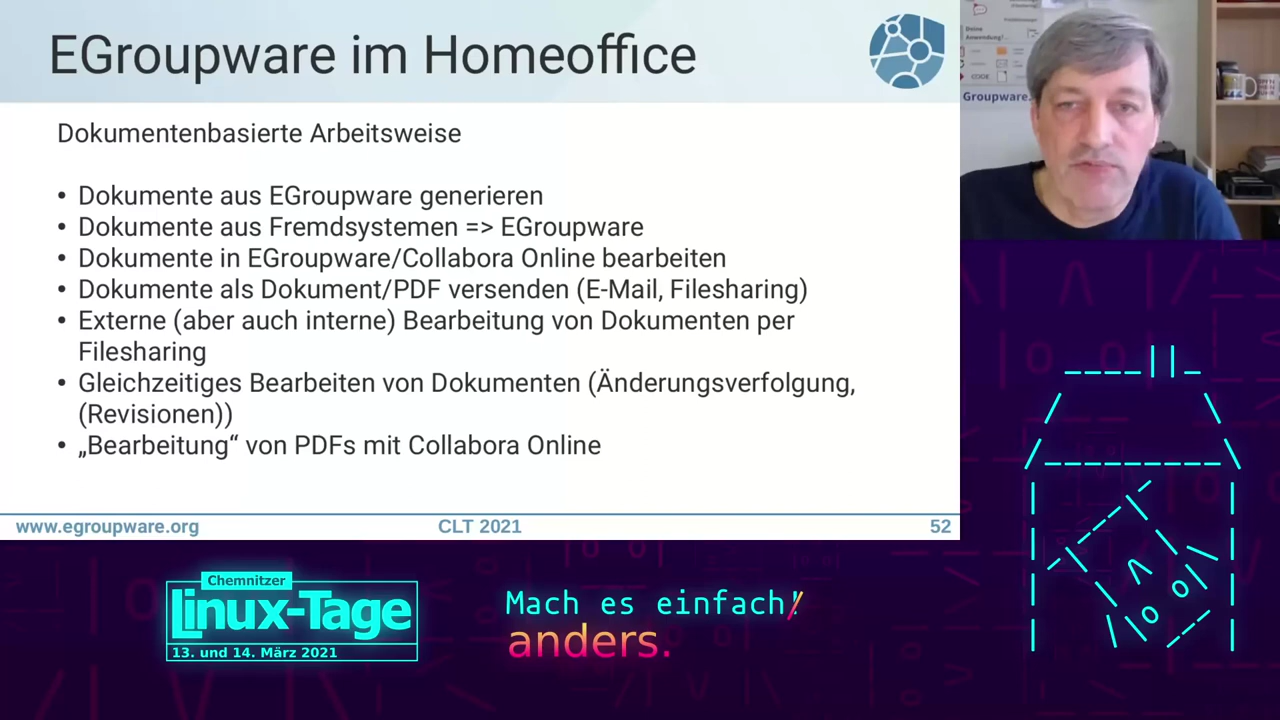 EGroupware im Homeoffice
Dokumentenbasierte Arbeitsweise
• Dokumente aus EGroupware generieren
• Dokumente aus Fremdsystemen => EGroupware
• Dokumente in EGroupware/Collabora Online bearbeiten
• Dokumente als Dokument/PDF versenden (E-Mail, Filesharing)
• Externe (aber auch interne) Bearbeitung von Dokumenten per
Filesharing
• Gleichzeitiges Bearbeiten von Dokumenten (Änderungsverfolgung,
(Revisionen))
• „Bearbeitung“ von PDFs mit Collabora Online
www.egroupware.org
CLT 2021
52
Deine
Anwendung?...
CODE
Groupware.
Chemnitzer
Linux-Tage
13. und 14. März 2021
Mach es einfach!
anders.